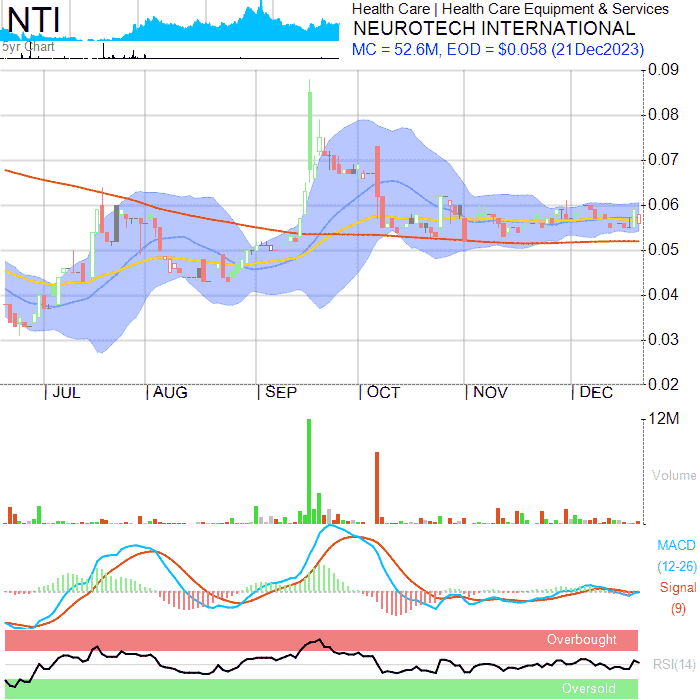 NTI
5yr Chart
Health Care | Health Care Equipment & Services
NEUROTECH INTERNATIONAL
MC = 52.6M, EOD = $0.058 (21Dec2023)
0.09
0.08
0.07
0.06
0.05
0.04
0.03
0.02
JUL AUG SEP OCT NOV DEC
12M
Volume
MACD
(12-26)
Signal
(9)
Overbought
RSI(14)
Oversold